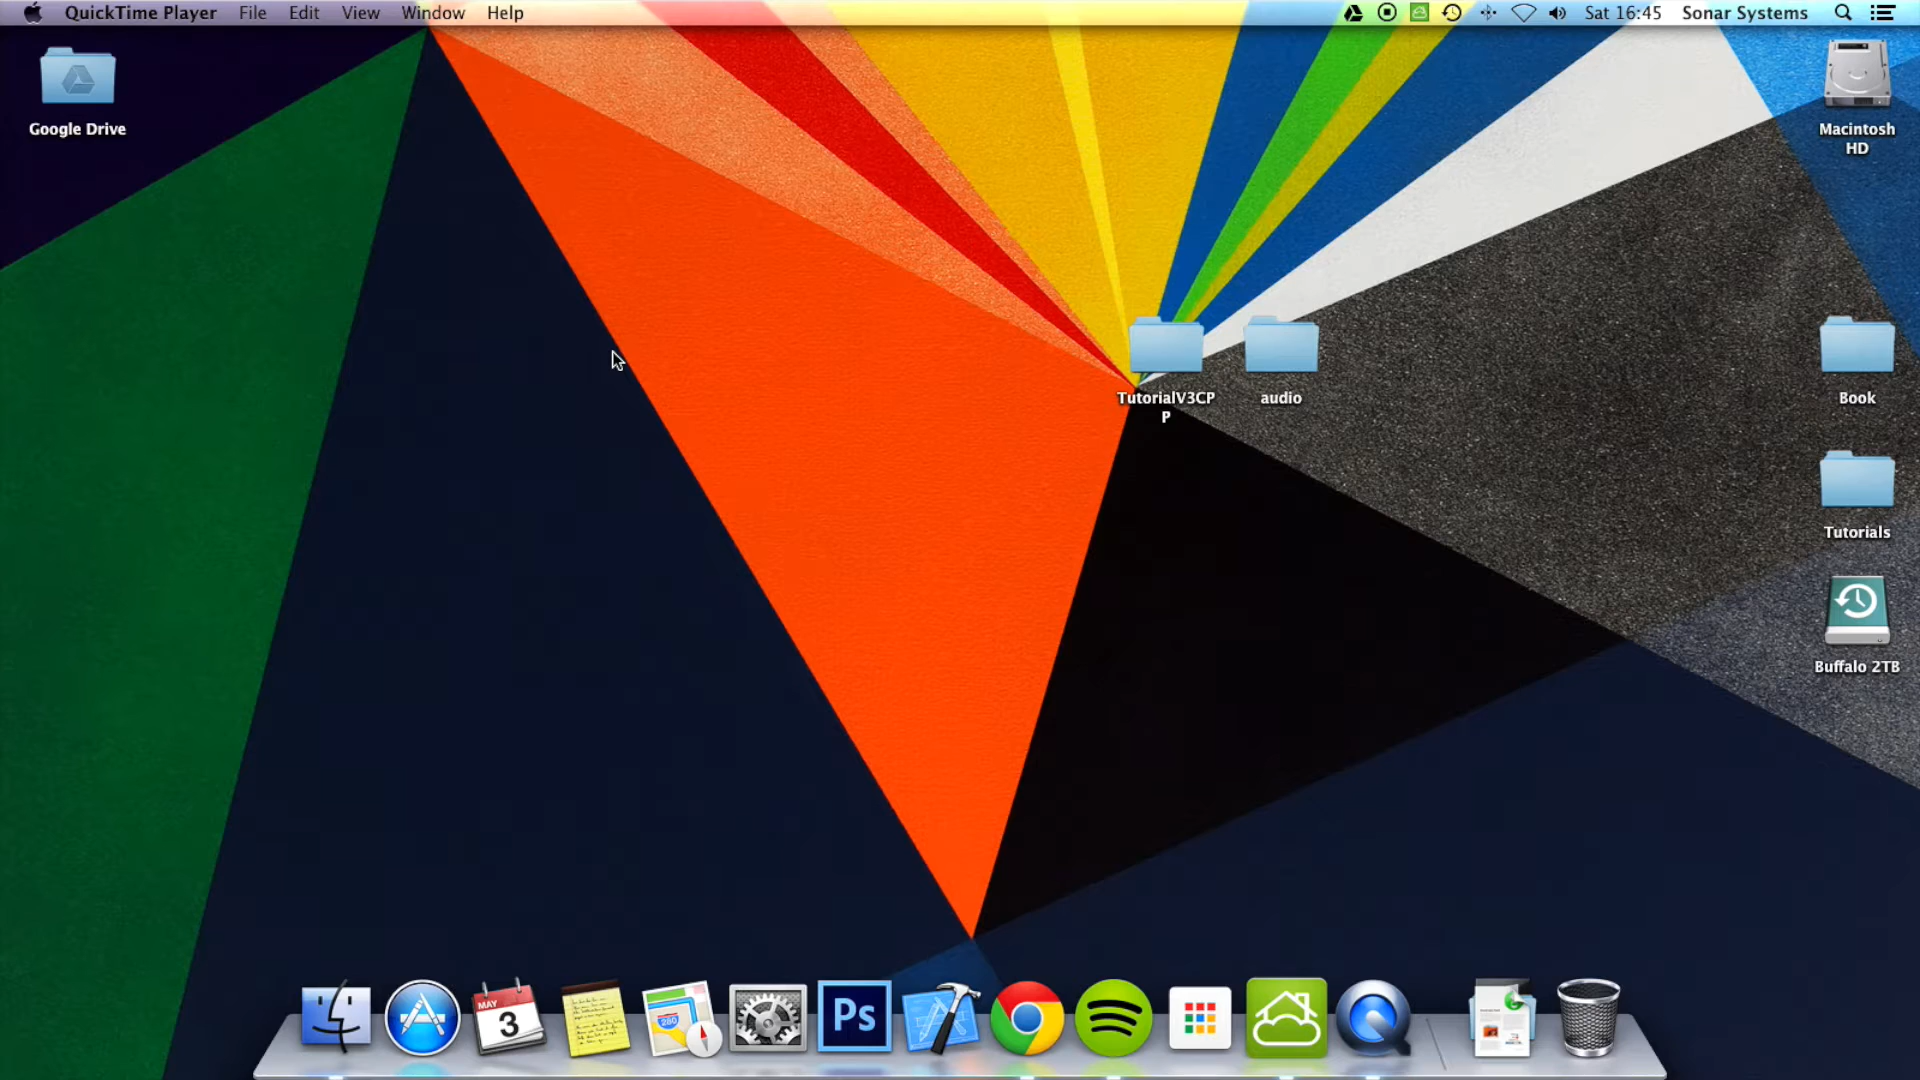 QuickTime Player File Edit View Window Help Sat 16:45 Sonar Systems
Google Drive
Macintosh
HD
TutorialV3CP
P
audio
Book
Tutorials
Buffalo 2TB
MAY
3
280
Ps